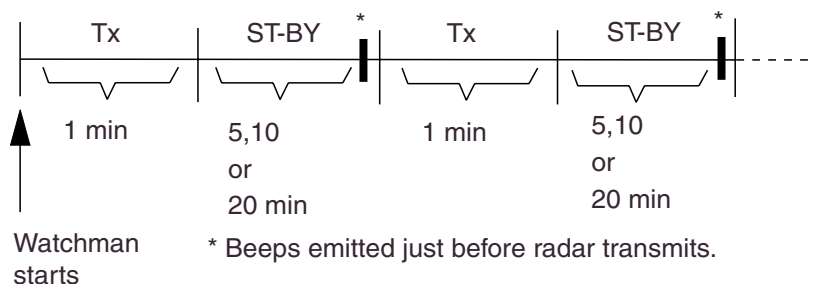 * *
Tx ST-BY Tx ST-BY
1 min 5,10 1 min 5,10
or or
20 min 20 min
Watchman
starts
* Beeps emitted just before radar transmits.